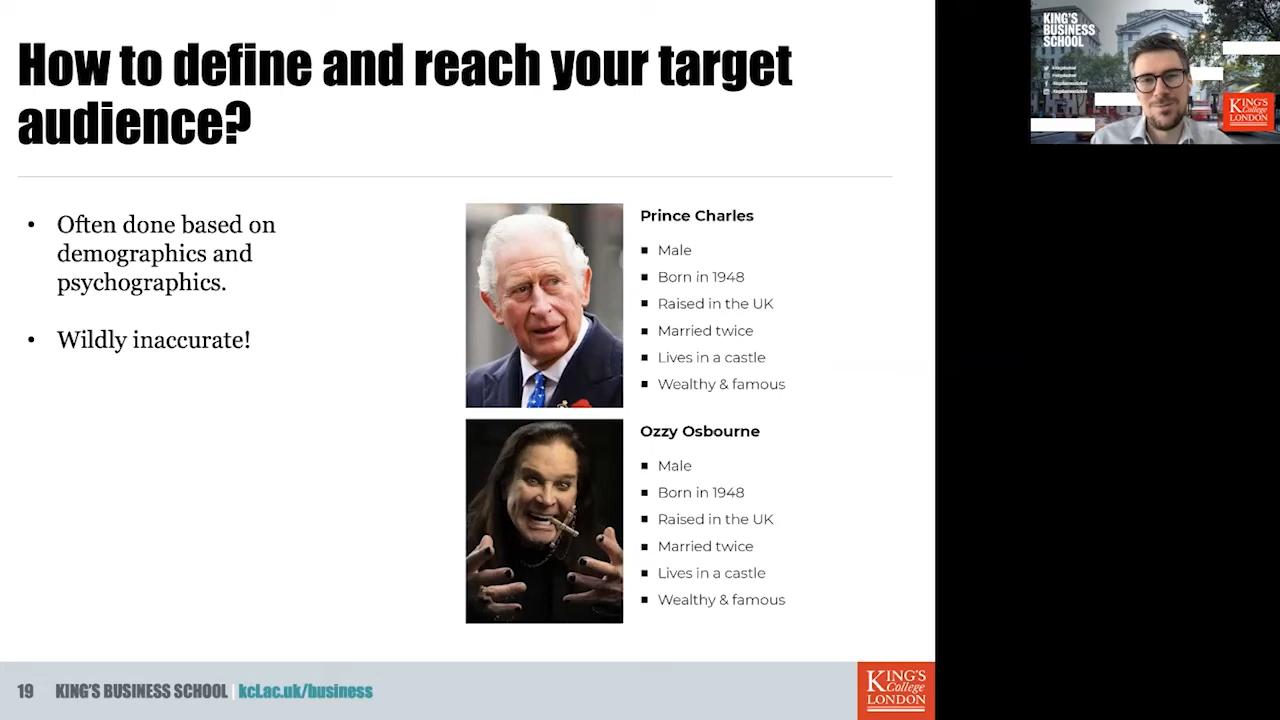 How to define and reach your target
audience?
• Often done based on
demographics and
psychographics.
• Wildly inaccurate!
Prince Charles
■ Male
■ Born in 1948
■ Raised in the UK
■ Married twice
■ Lives in a castle
■ Wealthy & famous
Ozzy Osbourne
■ Male
■ Born in 1948
■ Raised in the UK
■ Married twice
■ Lives in a castle
■ Wealthy & famous
19 KING'S BUSINESS SCHOOL | kcl.ac.uk/business
KING'S
College
LONDON
KING'S
BUSINESS
SCHOOL
KING'S
College
LONDON